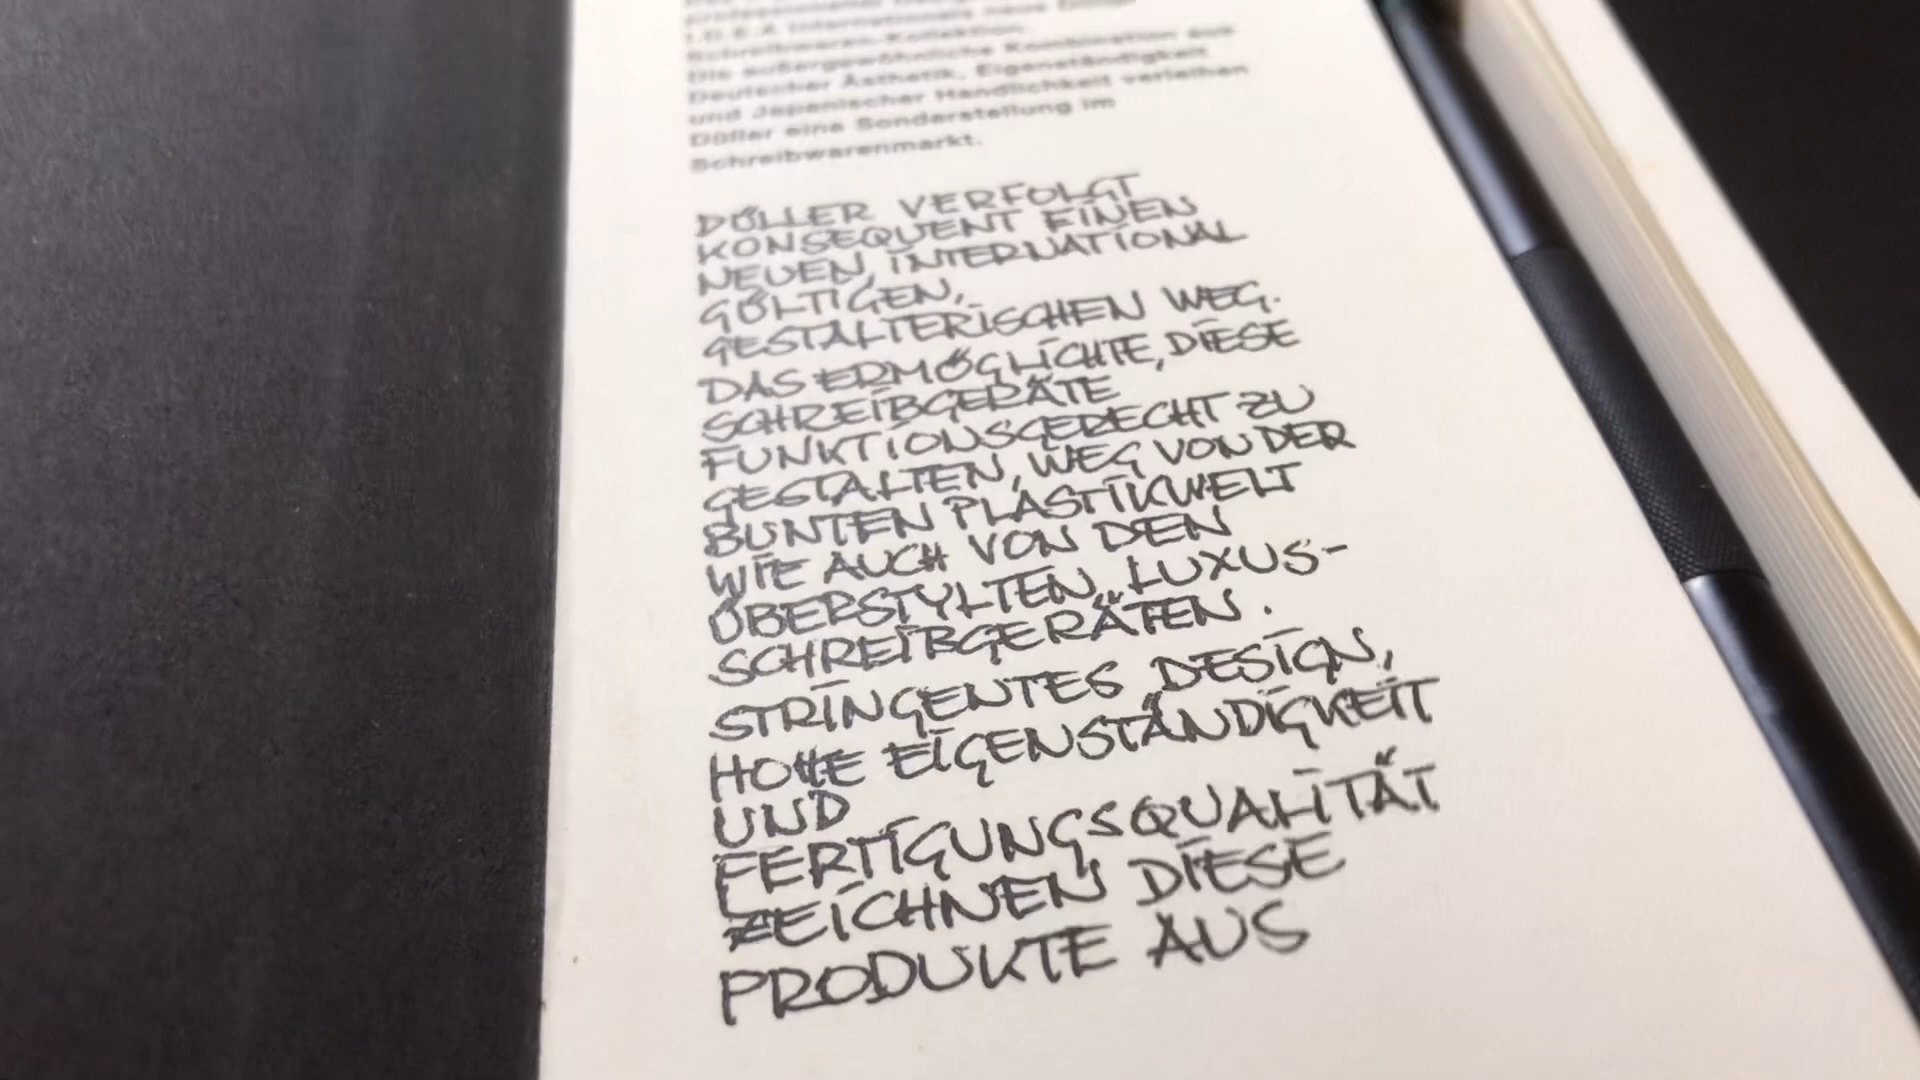 I.D.E.A Internationals neue Düller
Schreibwaren-Kollektion.
Die außergewöhnliche Kombination aus
Deutscher Ästhetik, Eigenständigkeit
und Japanischer Handlichkeit verleihen
Düller eine Sonderstellung im
Schreibwarenmarkt.
DÜLLER VERFOLGT
KONSEQUENT EINEN
NEUEN, INTERNATIONAL
GÜLTIGEN,
GESTALTERISCHEN WEG.
DAS ERMÖGLICHTE, DIESE
SCHREIBGERÄTE
FUNKTIONSGERECHT ZU
GESTALTEN, WEG VON DER
BUNTEN PLASTIKWELT
WIE AUCH VON DEN
ÜBERSTYLTEN LUXUS-
SCHREIBGERÄTEN.
STRINGENTES DESIGN,
HOHE EIGENSTÄNDIGKEIT
UND
FERTIGUNGSQUALITÄT
ZEICHNEN DIESE
PRODUKTE AUS